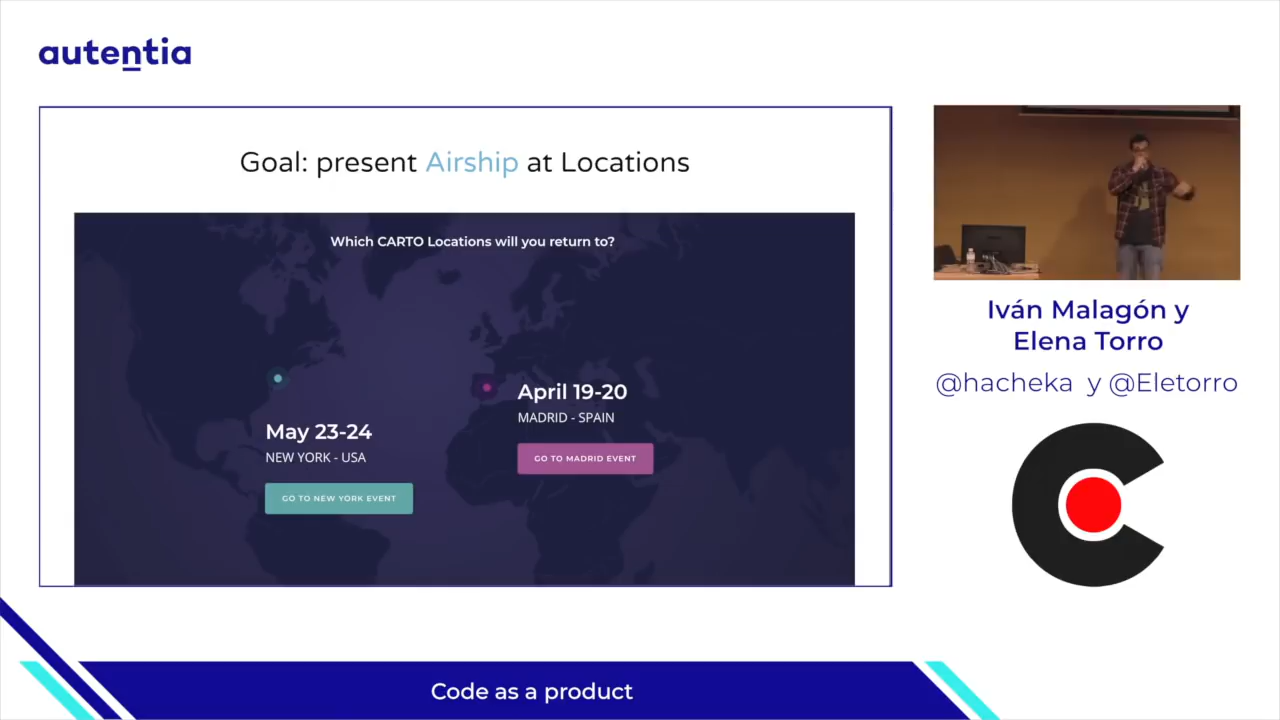 autentia
Goal: present Airship at Locations
Which CARTO Locations will you return to?
April 19-20
MADRID - SPAIN
GO TO MADRID EVENT
May 23-24
NEW YORK - USA
GO TO NEW YORK EVENT
Iván Malagón y
Elena Torro
@hacheka y @Eletorro
Code as a product